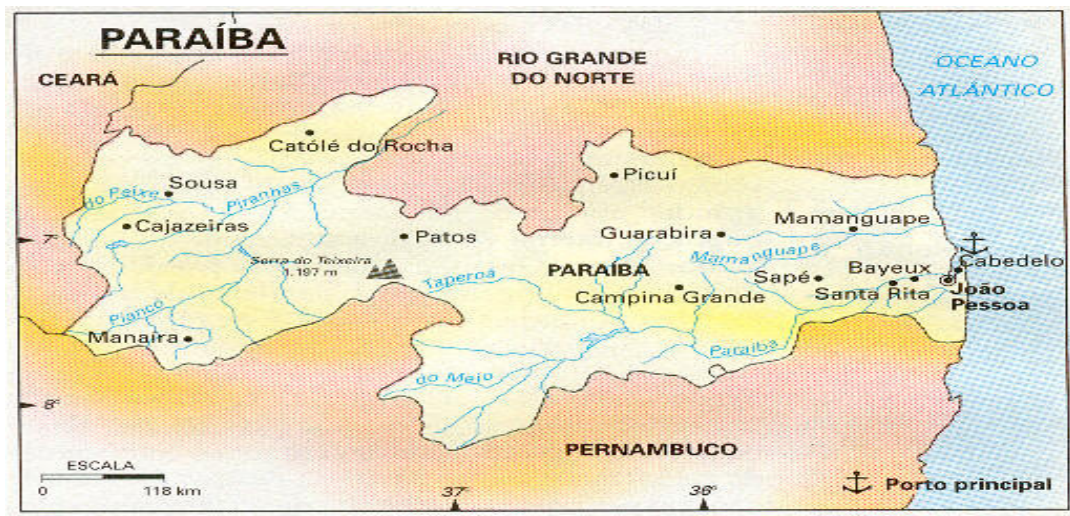 PARAÍBA
CEARÁ
RIO GRANDE
DO NORTE
OCEANO
ATLÁNTICO
Católé do Rocha
Picuí
Sousa
do Peixe
Piranhas
Cajazeiras
Mamanguape
7°
Patos
Guarabira
Mamanguape
Serra do Teixeira
1.197 m
Taperoá
PARAÍBA
Sapé
Bayeux
Cabedelo
Campina Grande
Santa Rita
João
Pessoa
Piancó
Manaíra
Paraíba
do Meio
8°
PERNAMBUCO
ESCALA
0 118 km
37°
36°
Porto principal